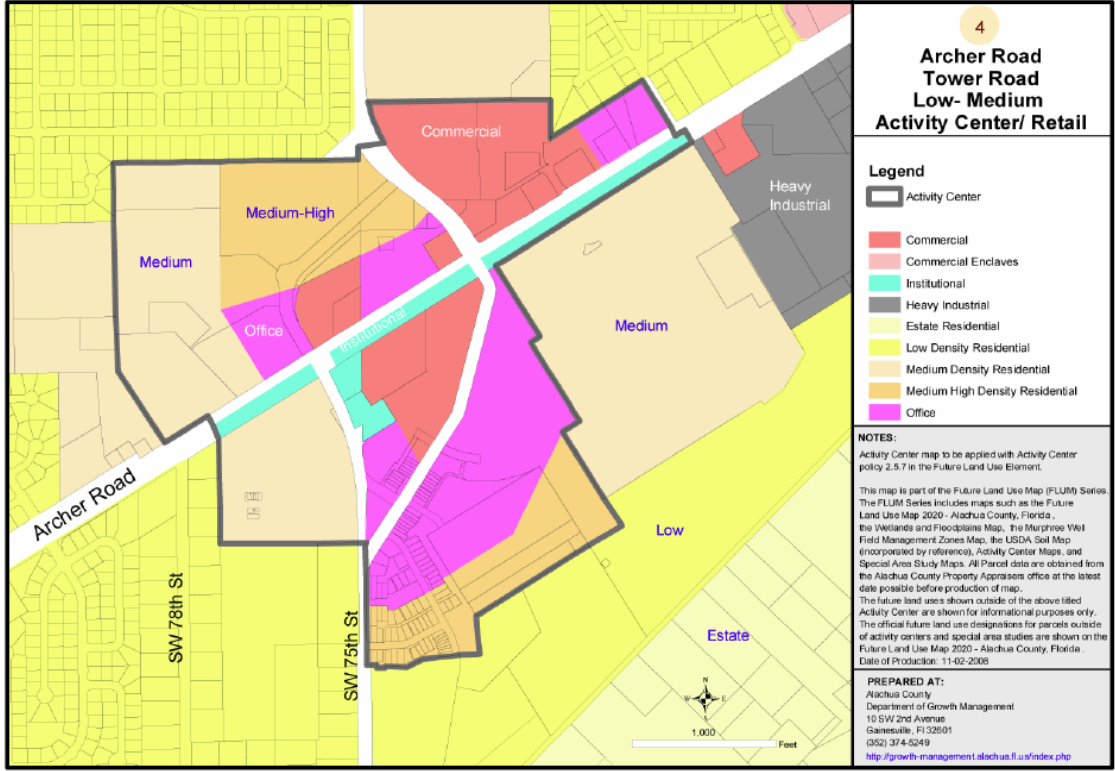 4
Archer Road
Tower Road
Low- Medium
Activity Center/ Retail
Legend
Activity Center
Commercial
Commercial Enclaves
Institutional
Heavy Industrial
Estate Residential
Low Density Residential
Medium Density Residential
Medium High Density Residential
Office
NOTES:
Activity Center map to be applied with Activity Center
policy 2.5.7 in the Future Land Use Element.
This map is part of the Future Land Use Map (FLUM) Series.
The FLUM Series includes maps such as the Future
Land Use Map 2020 - Alachua County, Florida ,
the Wetlands and Floodplains Map, the Murphree Well
Field Management Zones Map, the USDA Soil Map
(incorporated by reference), Activity Center Maps, and
Special Area Study Maps. All Parcel data are obtained from
the Alachua County Property Appraisers office at the latest
date possible before production of map.
The future land uses shown outside of the above titled
Activity Center are shown for informational purposes only.
The official future land use designations for parcels outside
of activity centers and special area studies are shown on the
Future Land Use Map 2020 - Alachua County, Florida .
Date of Production: 11-02-2008
PREPARED AT:
Alachua County
Department of Growth Management
10 SW 2nd Avenue
Gainesville, Fl 32601
(352) 374-5249
http://growth-management.alachua.fl.us/index.php
Commercial
Medium-High
Heavy
Industrial
Medium
Office
Institutional
Medium
Archer Road
Low
SW 78th St
SW 75th St
Estate
N
W
E
S
1,000
Feet